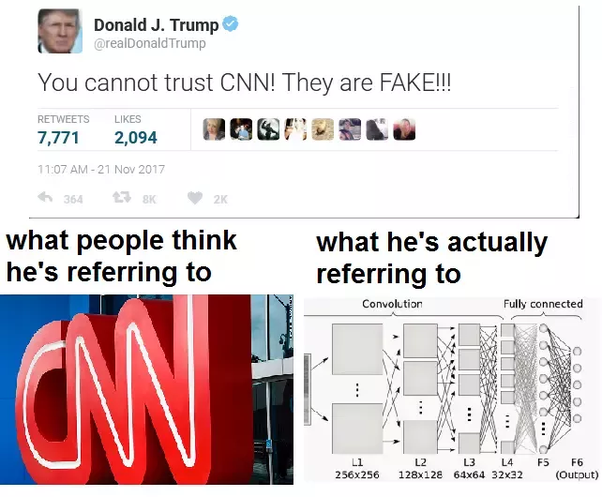 Donald J. Trump
@realDonaldTrump
You cannot trust CNN! They are FAKE!!!
RETWEETS LIKES
7,771 2,094
11:07 AM - 21 Nov 2017
364 8K 2K
what people think
he's referring to
what he's actually
referring to
CNN
Convolution Fully connected
L1 L2 L3 L4 F5 F6
256x256 128x128 64x64 32x32 (Output)